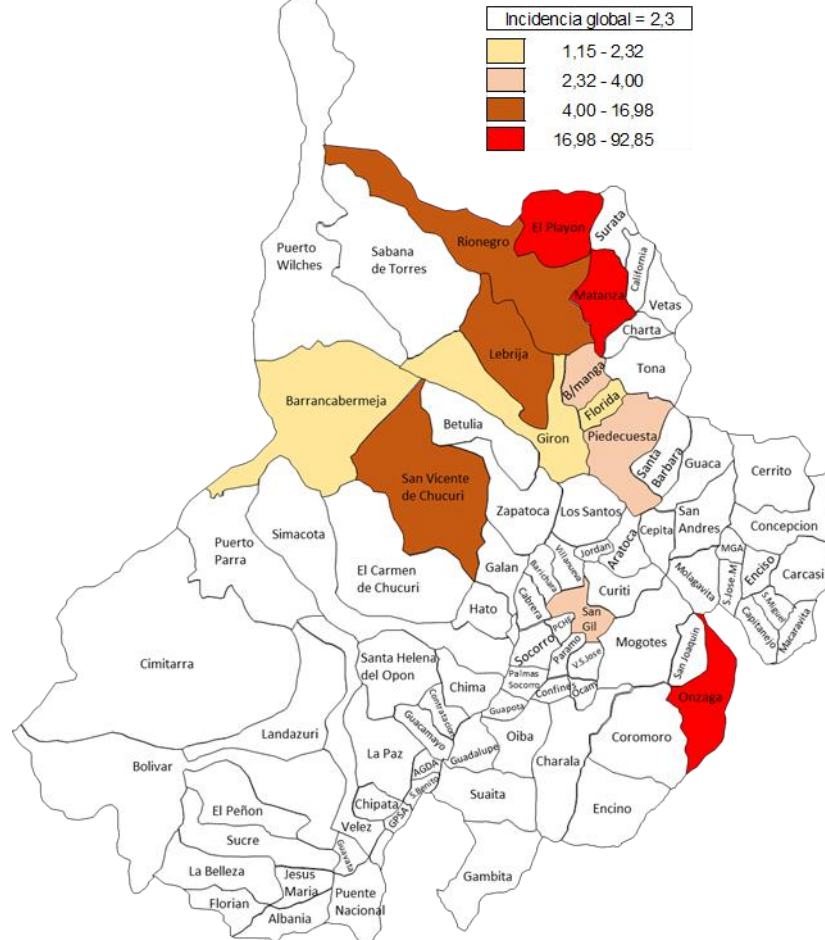 Incidencia global = 2,3
1,15 - 2,32
2,32 - 4,00
4,00 - 16,98
16,98 - 92,85
El Playon
Surata
Rionegro
Puerto
Wilches
Sabana
de Torres
California
Matanza
Vetas
Charta
Lebrija
Tona
B/manga
Barrancabermeja
Florida
Betulia
Giron
Piedecuesta
Santa
Barbara
Guaca
Cerrito
San Vicente
de Chucuri
Zapatoca
Los Santos
San
Andres
Concepcion
Cepita
Aratoca
Simacota
Puerto
Parra
Jordan
Villanueva
MGA
Enciso
Carcasi
El Carmen
de Chucuri
Galan
Barichara
Curiti
Molagavita
S.Jose.M
S.Miguel
Cabrera
Hato
San
Gil
Capitanejo
Macaravita
PCHE
Mogotes
Socorro
Paramo
V.S.Jose
San Joaquin
Cimitarra
Santa Helena
del Opon
Palmas
Socorro
Chima
Confines
Ocam
Onzaga
Contratacion
Guapota
Guacamayo
Landazuri
Oiba
Coromoro
La Paz
Guadalupe
Charala
Bolivar
AGDA
S.Benito
Suaita
Chipata
El Peñon
GPSA
Encino
Velez
Sucre
Guavata
La Belleza
Jesus
Maria
Gambita
Puente
Nacional
Florian
Albania